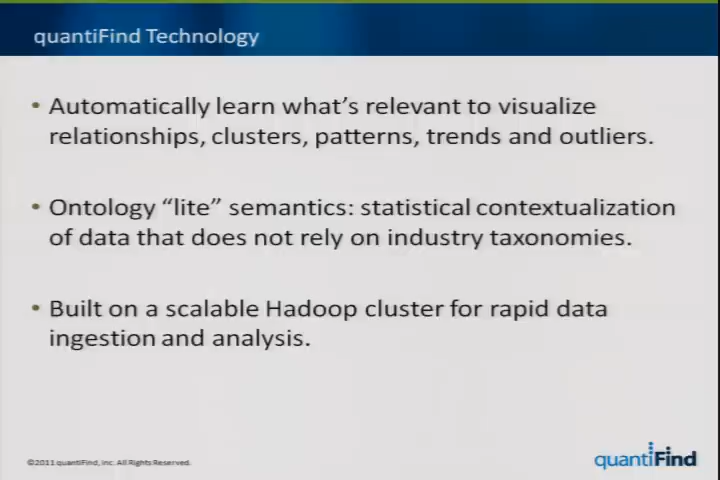 quantiFind Technology
• Automatically learn what's relevant to visualize
relationships, clusters, patterns, trends and outliers.
• Ontology “lite” semantics: statistical contextualization
of data that does not rely on industry taxonomies.
• Built on a scalable Hadoop cluster for rapid data
ingestion and analysis.
©2011 quantiFind, Inc. All Rights Reserved.
quantiFind